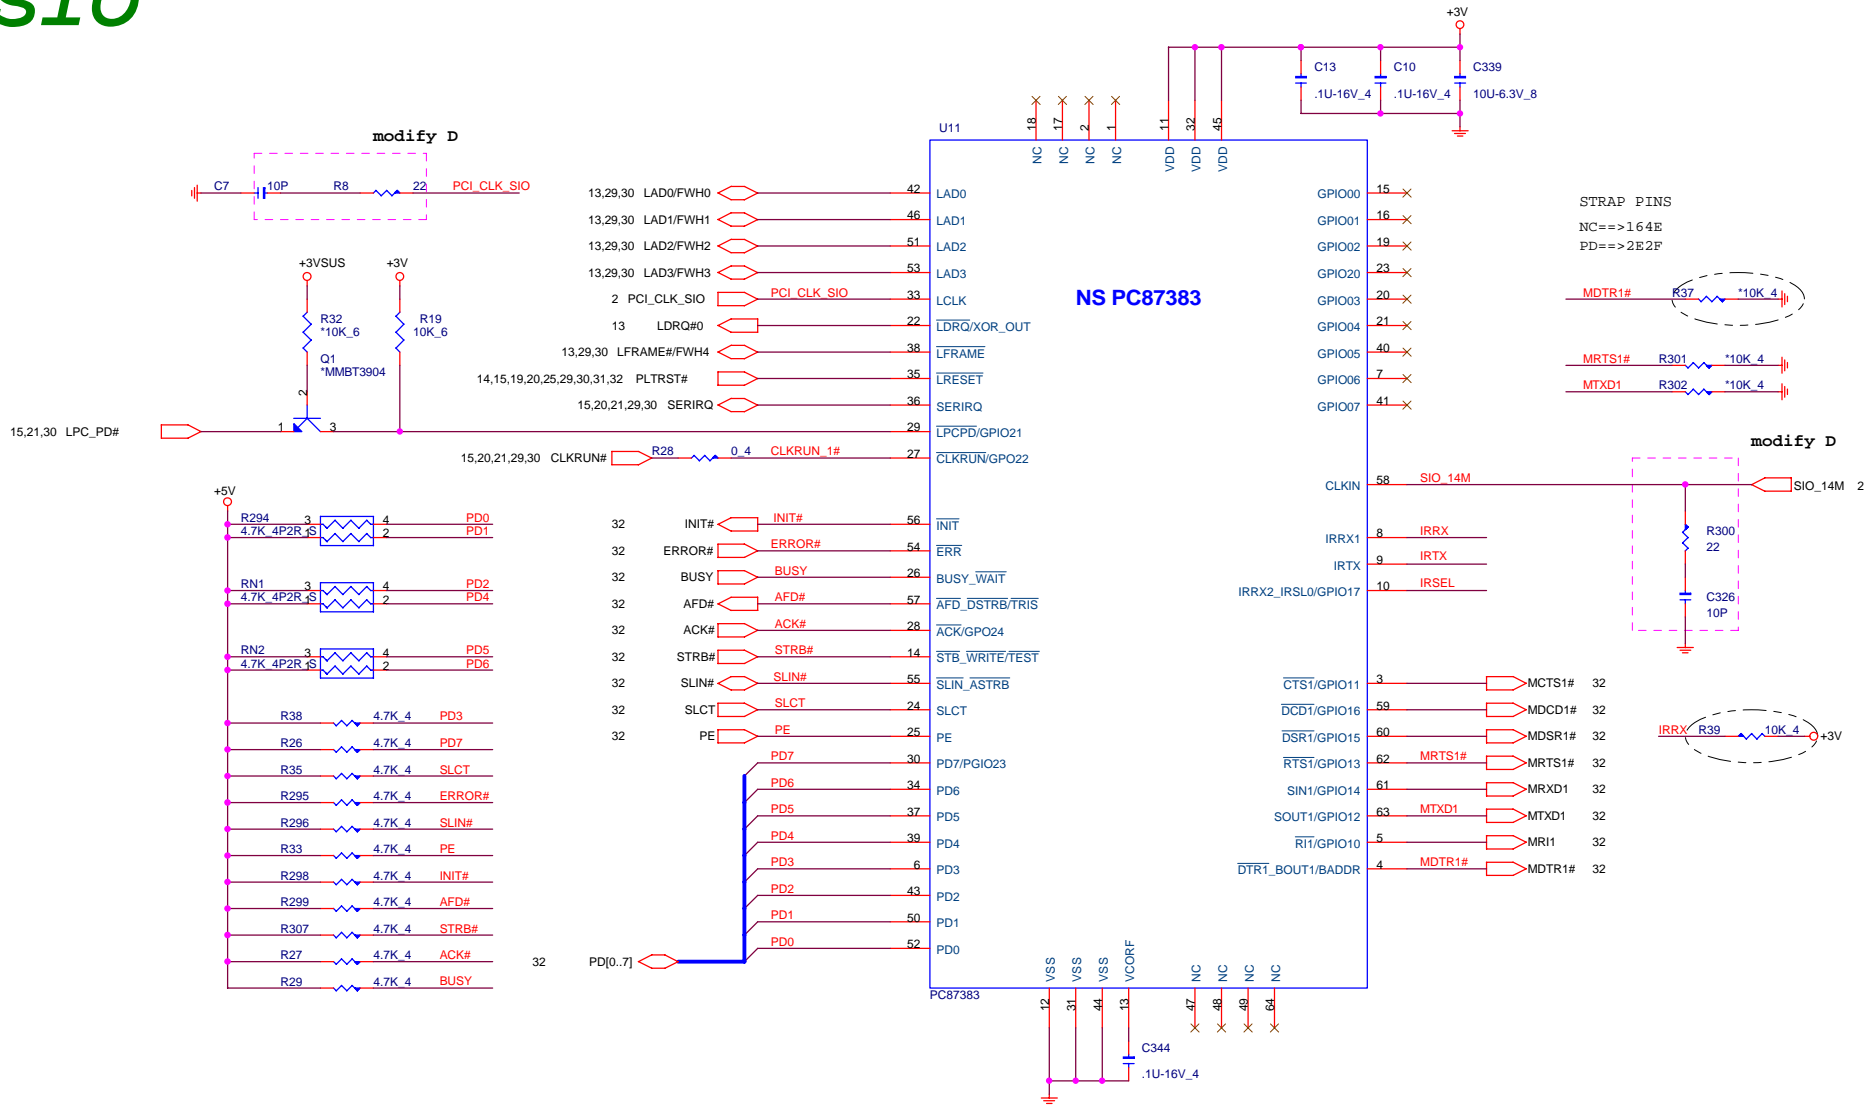 SIO
+3V
C13
C10
C339
.1U-16V_4
.1U-16V_4
10U-6.3V_8
modify D
C7 10P R8 22 PCI_CLK_SIO
U11
18 17 2 1 11 32 45
NC NC NC NC VDD VDD VDD
NS PC87383
13,29,30 LAD0/FWH0 42 LAD0
13,29,30 LAD1/FWH1 46 LAD1
13,29,30 LAD2/FWH2 51 LAD2
13,29,30 LAD3/FWH3 53 LAD3
2 PCI_CLK_SIO PCI_CLK_SIO 33 LCLK
13 LDRQ#0 22 LDRQ/XOR_OUT
13,29,30 LFRAME#/FWH4 38 LFRAME
14,15,19,20,25,29,30,31,32 PLTRST# 35 LRESET
15,20,21,29,30 SERIRQ 36 SERIRQ
29 LPCPD/GPIO21
15,20,21,29,30 CLKRUN# R28 0_4 CLKRUN_1# 27 CLKRUN/GPO22
+3VSUS +3V
R32 R19
*10K_6 10K_6
Q1
*MMBT3904
2
15,21,30 LPC_PD# 1 3
GPIO00 15
GPIO01 16
GPIO02 19
GPIO20 23
GPIO03 20
GPIO04 21
GPIO05 40
GPIO06 7
GPIO07 41
STRAP PINS
NC==>164E
PD==>2E2F
MDTR1# R37 *10K_4
MRTS1# R301 *10K_4
MTXD1 R302 *10K_4
modify D
CLKIN 58 SIO_14M SIO_14M 2
R300
22
C326
10P
IRRX1 8 IRRX
IRTX 9 IRTX
IRRX2_IRSL0/GPIO17 10 IRSEL
+5V
R294 3 4 PD0
4.7K_4P2R_S 1 2 PD1
RN1 3 4 PD2
4.7K_4P2R_S 1 2 PD4
RN2 3 4 PD5
4.7K_4P2R_S 1 2 PD6
R38 4.7K_4 PD3
R26 4.7K_4 PD7
R35 4.7K_4 SLCT
R295 4.7K_4 ERROR#
R296 4.7K_4 SLIN#
R33 4.7K_4 PE
R298 4.7K_4 INIT#
R299 4.7K_4 AFD#
R307 4.7K_4 STRB#
R27 4.7K_4 ACK#
R29 4.7K_4 BUSY
32 INIT# INIT# 56 INIT
32 ERROR# ERROR# 54 ERR
32 BUSY BUSY 26 BUSY_WAIT
32 AFD# AFD# 57 AFD_DSTRB/TRIS
32 ACK# ACK# 28 ACK/GPO24
32 STRB# STRB# 14 STB_WRITE/TEST
32 SLIN# SLIN# 55 SLIN_ASTRB
32 SLCT SLCT 24 SLCT
32 PE PE 25 PE
PD7 30 PD7/PGIO23
PD6 34 PD6
PD5 37 PD5
PD4 39 PD4
PD3 6 PD3
PD2 43 PD2
PD1 50 PD1
PD0 52 PD0
32 PD[0..7]
CTS1/GPIO11 3 MCTS1# 32
DCD1/GPIO16 59 MDCD1# 32
DSR1/GPIO15 60 MDSR1# 32
RTS1/GPIO13 62 MRTS1# MRTS1# 32
SIN1/GPIO14 61 MRXD1 32
SOUT1/GPIO12 63 MTXD1 MTXD1 32
RI1/GPIO10 5 MRI1 32
DTR1_BOUT1/BADDR 4 MDTR1# MDTR1# 32
IRRX R39 10K_4 +3V
VSS VSS VSS VCORF NC NC NC NC
12 31 44 13 47 48 49 64
PC87383
C344
.1U-16V_4